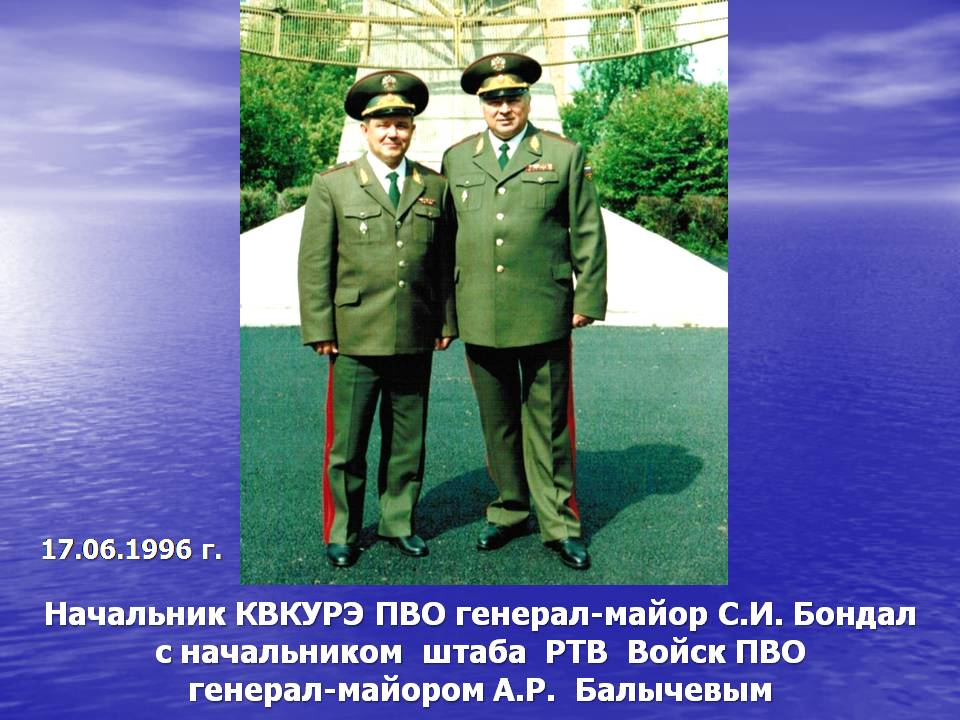 17.06.1996 г.
Начальник КВКУРЭ ПВО генерал-майор С.И. Бондал
с начальником штаба РТВ Войск ПВО
генерал-майором А.Р. Балычевым